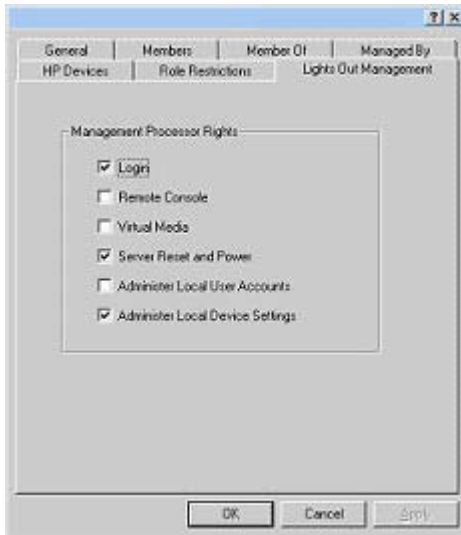 General Members Member Of Managed By
HP Devices Role Restrictions Lights Out Management
Management Processor Rights
Login
Remote Console
Virtual Media
Server Reset and Power
Administer Local User Accounts
Administer Local Device Settings
OK Cancel Apply